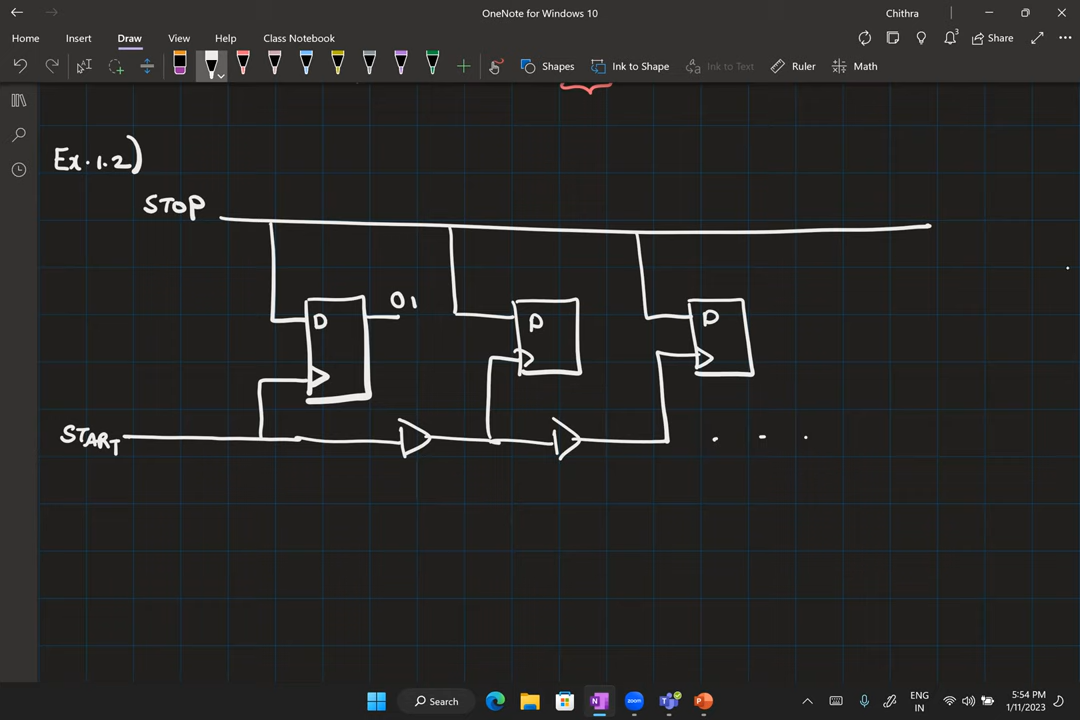 OneNote for Windows 10
Chithra
Home Insert Draw View Help Class Notebook
Share
Shapes Ink to Shape Ink to Text Ruler Math
Ex.1.2)
STOP
D Q1 D D
START
Search
ENG
IN
5:54 PM
1/11/2023